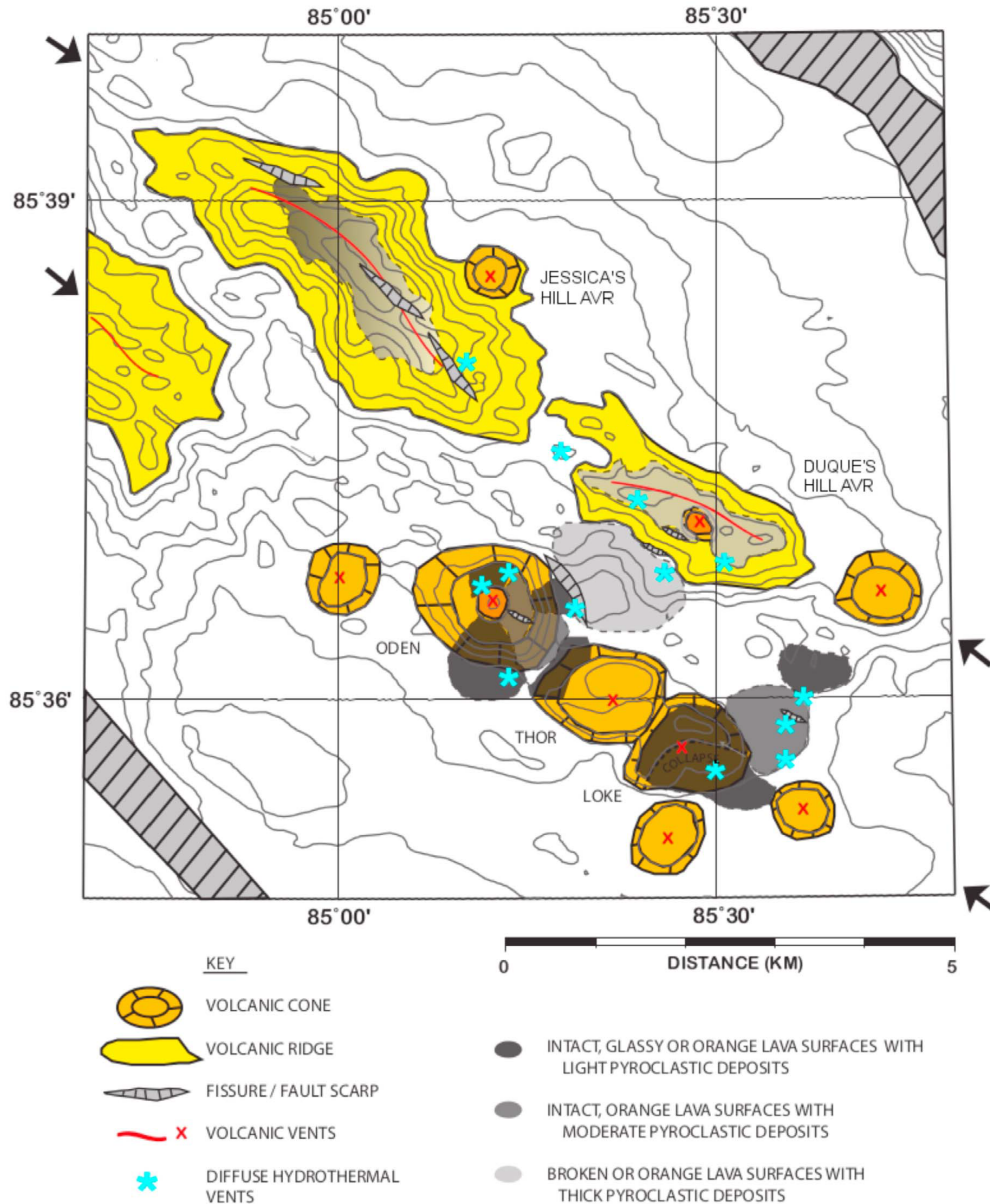 85°00' 85°30'
85°39'
JESSICA'S
HILL AVR
DUQUE'S
HILL AVR
ODEN
85°36'
THOR
COLLAPSE
LOKE
85°00' 85°30'
0 DISTANCE (KM) 5
KEY
VOLCANIC CONE
VOLCANIC RIDGE
FISSURE / FAULT SCARP
X VOLCANIC VENTS
DIFFUSE HYDROTHERMAL
VENTS
INTACT, GLASSY OR ORANGE LAVA SURFACES WITH
LIGHT PYROCLASTIC DEPOSITS
INTACT, ORANGE LAVA SURFACES WITH
MODERATE PYROCLASTIC DEPOSITS
BROKEN OR ORANGE LAVA SURFACES WITH
THICK PYROCLASTIC DEPOSITS